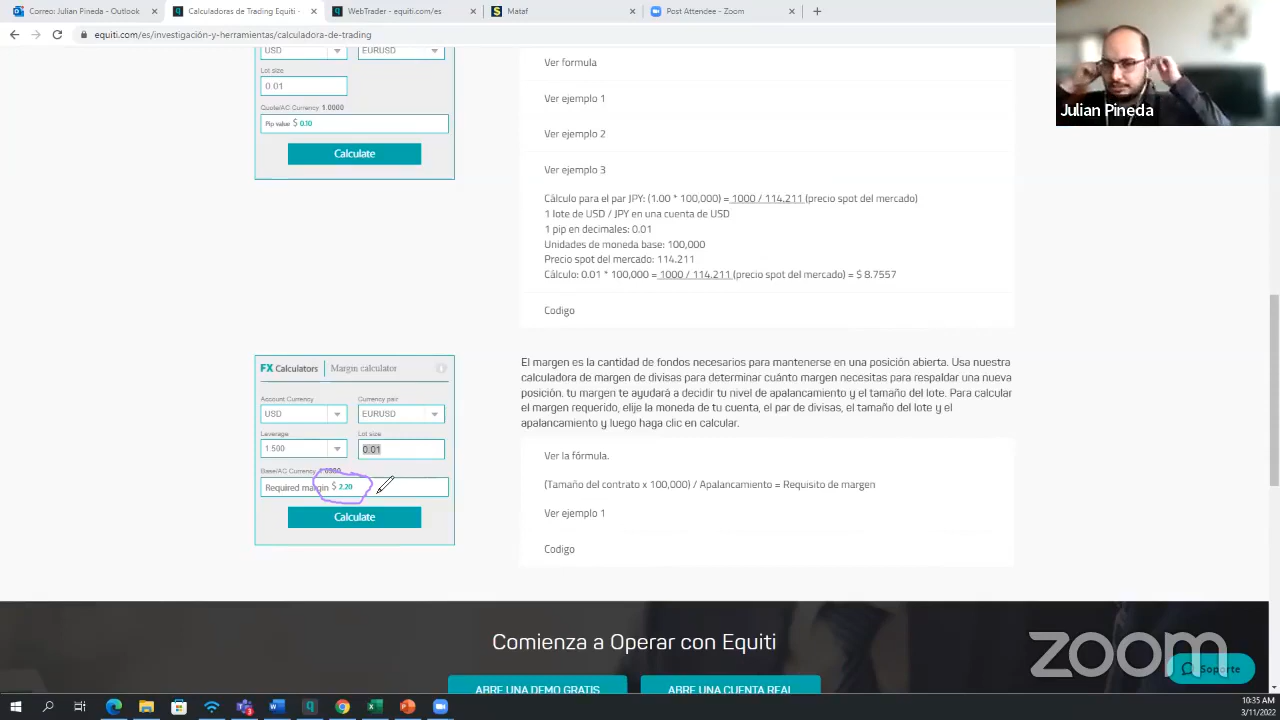 Correo: Julian Pineda - Outlook
Calculadoras de Trading Equiti -
WebTrader - equiti.com/es
Mataf
Post Attendee - Zoom
equiti.com/es/investigación-y-herramientas/calculadora-de-trading
Julian Pineda
USD
EURUSD
Lot size
0.01
Quote/AC Currency: 1.0000
Pip value $ 0.10
Calculate
Ver formula
Ver ejemplo 1
Ver ejemplo 2
Ver ejemplo 3
Cálculo para el par JPY: (1.00 * 100,000) = 1000 / 114.211 (precio spot del mercado)
1 lote de USD / JPY en una cuenta de USD
1 pip en decimales: 0.01
Unidades de moneda base: 100,000
Precio spot del mercado: 114.211
Cálculo: 0.01 * 100,000 = 1000 / 114.211 (precio spot del mercado) = $ 8.7557
Codigo
FX Calculators
Margin calculator
Account Currency
Currency pair
USD
EURUSD
Leverage
Lot size
1:500
0.01
Base/AC Currency
Required margin $ 2.20
Calculate
El margen es la cantidad de fondos necesarios para mantenerse en una posición abierta. Usa nuestra
calculadora de margen de divisas para determinar cuánto margen necesitas para respaldar una nueva
posición, tu margen te ayudará a decidir tu nivel de apalancamiento y el tamaño del lote. Para calcular
el margen requerido, elije la moneda de tu cuenta, el par de divisas, el tamaño del lote y el
apalancamiento y luego haga clic en calcular.
Ver la fórmula.
(Tamaño del contrato x 100,000) / Apalancamiento = Requisito de margen
Ver ejemplo 1
Codigo
Comienza a Operar con Equiti
ABRE UNA DEMO GRATIS
ABRE UNA CUENTA REAL
zoom
Soporte
10:35 AM
3/11/2022